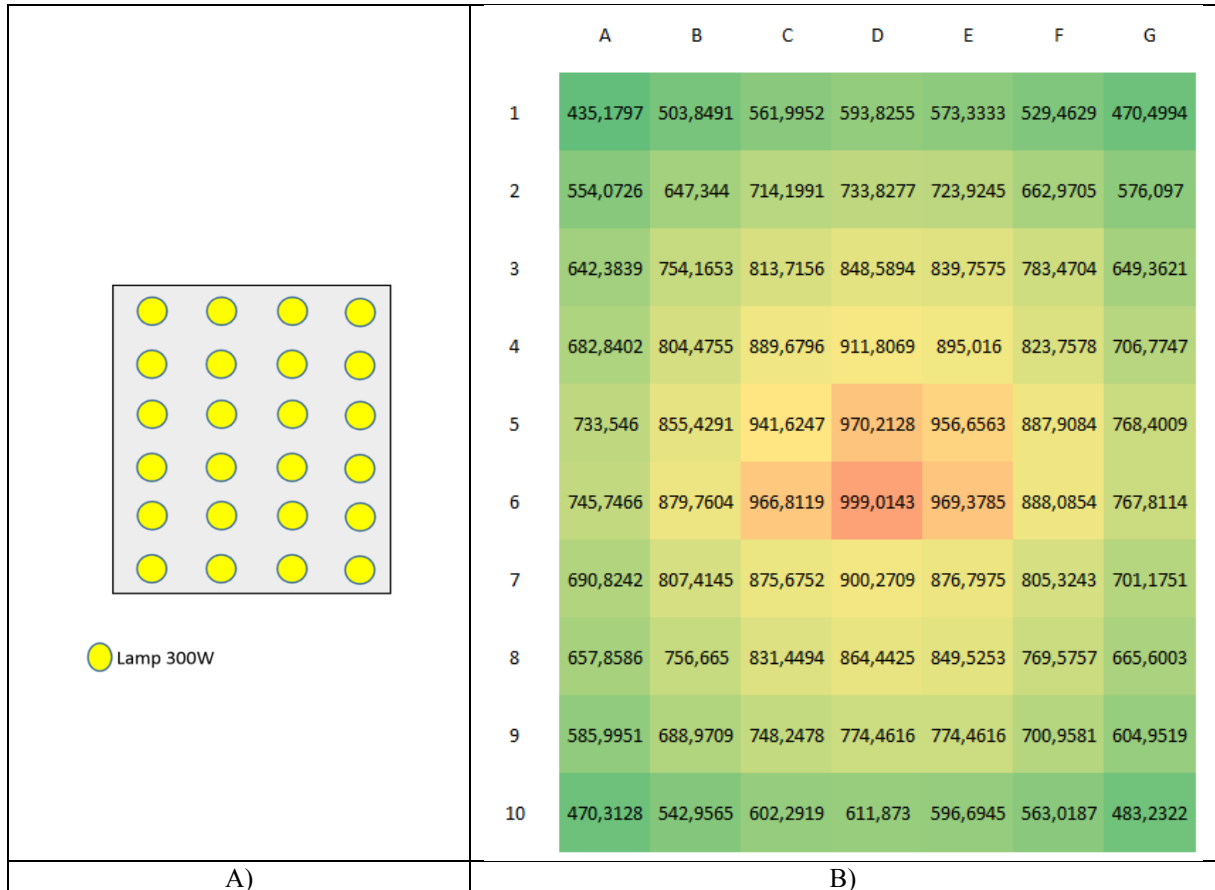 Lamp 300W
A)
A B C D E F G
1 435,1797 503,8491 561,9952 593,8255 573,3333 529,4629 470,4994
2 554,0726 647,344 714,1991 733,8277 723,9245 662,9705 576,097
3 642,3839 754,1653 813,7156 848,5894 839,7575 783,4704 649,3621
4 682,8402 804,4755 889,6796 911,8069 895,016 823,7578 706,7747
5 733,546 855,4291 941,6247 970,2128 956,6563 887,9084 768,4009
6 745,7466 879,7604 966,8119 999,0143 969,3785 888,0854 767,8114
7 690,8242 807,4145 875,6752 900,2709 876,7975 805,3243 701,1751
8 657,8586 756,665 831,4494 864,4425 849,5253 769,5757 665,6003
9 585,9951 688,9709 748,2478 774,4616 774,4616 700,9581 604,9519
10 470,3128 542,9565 602,2919 611,873 596,6945 563,0187 483,2322
B)